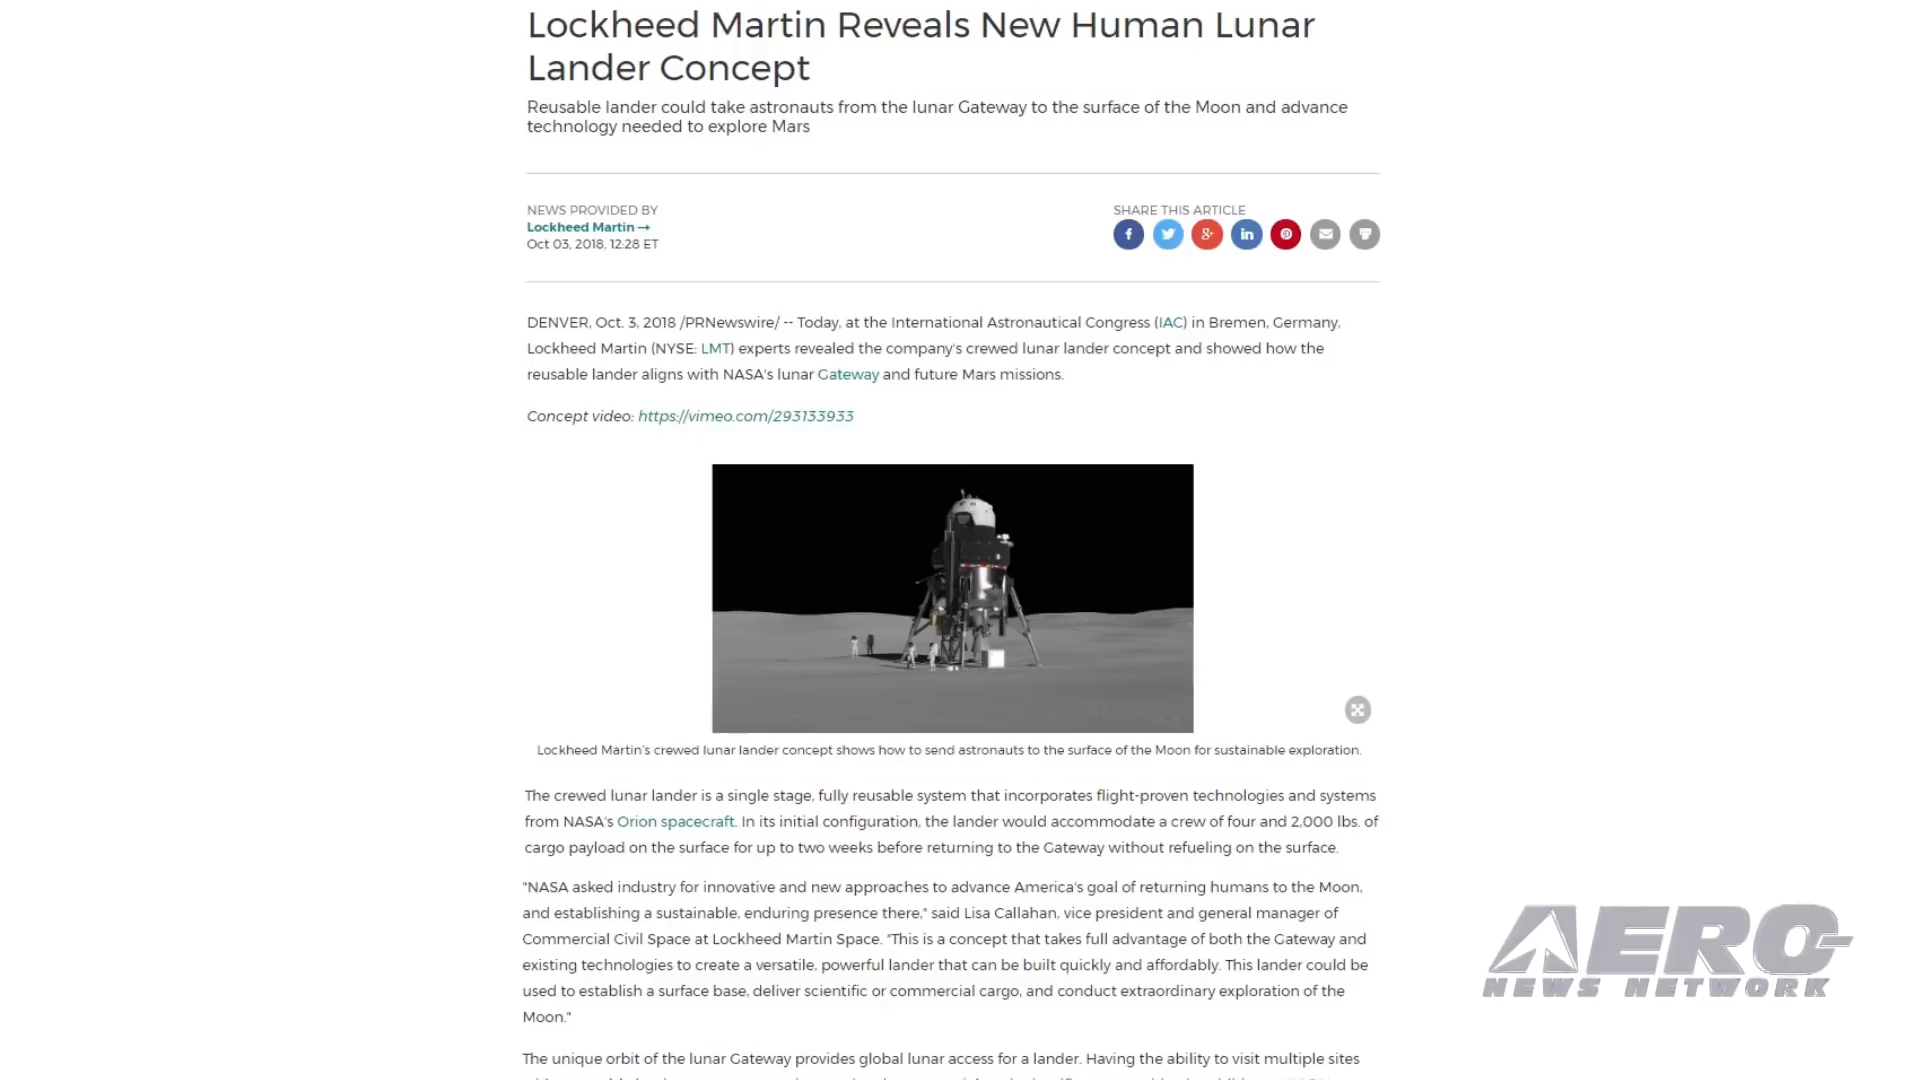 Lockheed Martin Reveals New Human Lunar
Lander Concept
Reusable lander could take astronauts from the lunar Gateway to the surface of the Moon and advance
technology needed to explore Mars
NEWS PROVIDED BY
Lockheed Martin →
Oct 03, 2018, 12:28 ET
SHARE THIS ARTICLE
DENVER, Oct. 3, 2018 /PRNewswire/ -- Today, at the International Astronautical Congress (IAC) in Bremen, Germany,
Lockheed Martin (NYSE: LMT) experts revealed the company's crewed lunar lander concept and showed how the
reusable lander aligns with NASA's lunar Gateway and future Mars missions.
Concept video: https://vimeo.com/293133933
Lockheed Martin's crewed lunar lander concept shows how to send astronauts to the surface of the Moon for sustainable exploration.
The crewed lunar lander is a single stage, fully reusable system that incorporates flight-proven technologies and systems
from NASA's Orion spacecraft. In its initial configuration, the lander would accommodate a crew of four and 2,000 lbs. of
cargo payload on the surface for up to two weeks before returning to the Gateway without refueling on the surface.
"NASA asked industry for innovative and new approaches to advance America's goal of returning humans to the Moon,
and establishing a sustainable, enduring presence there," said Lisa Callahan, vice president and general manager of
Commercial Civil Space at Lockheed Martin Space. "This is a concept that takes full advantage of both the Gateway and
existing technologies to create a versatile, powerful lander that can be built quickly and affordably. This lander could be
used to establish a surface base, deliver scientific or commercial cargo, and conduct extraordinary exploration of the
Moon."
The unique orbit of the lunar Gateway provides global lunar access for a lander. Having the ability to visit multiple sites
AERO-
NEWS NETWORK